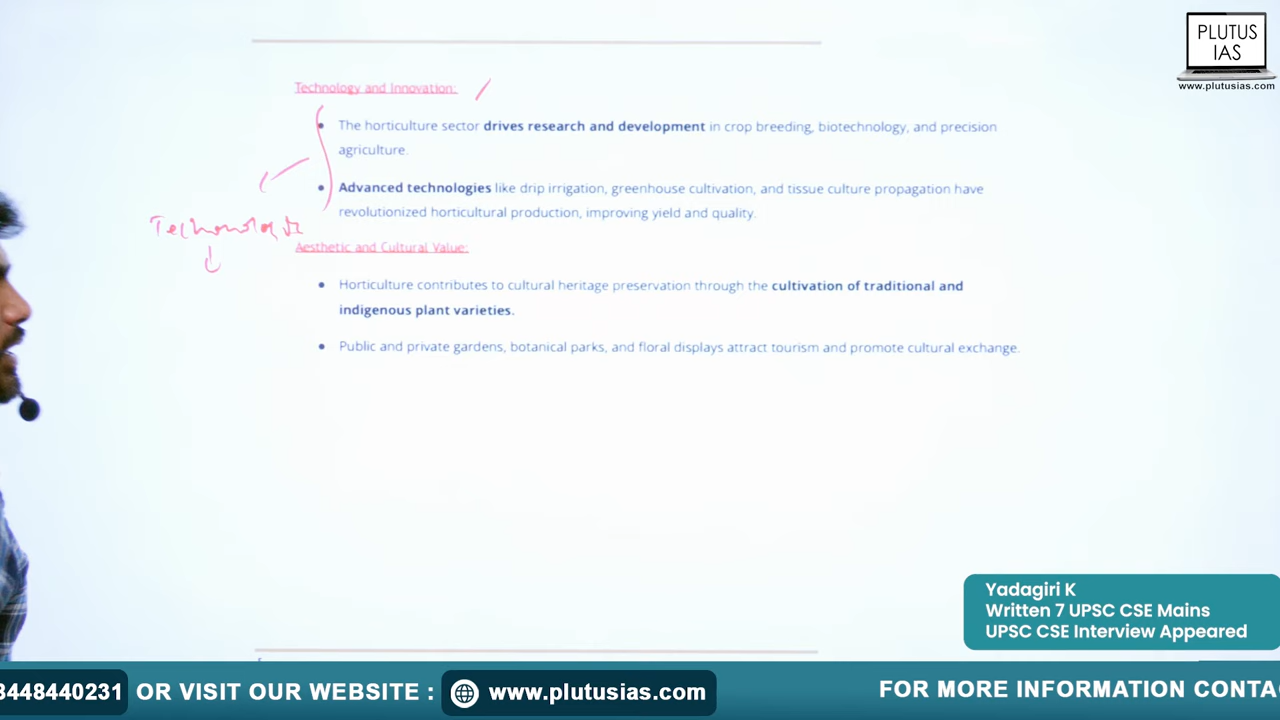 PLUTUS
IAS
www.plutusias.com
Technology and Innovation:
• The horticulture sector drives research and development in crop breeding, biotechnology, and precision
agriculture.
• Advanced technologies like drip irrigation, greenhouse cultivation, and tissue culture propagation have
revolutionized horticultural production, improving yield and quality.
Aesthetic and Cultural Value:
• Horticulture contributes to cultural heritage preservation through the cultivation of traditional and
indigenous plant varieties.
• Public and private gardens, botanical parks, and floral displays attract tourism and promote cultural exchange.
Yadagiri K
Written 7 UPSC CSE Mains
UPSC CSE Interview Appeared
8448440231 OR VISIT OUR WEBSITE : www.plutusias.com FOR MORE INFORMATION CONTA